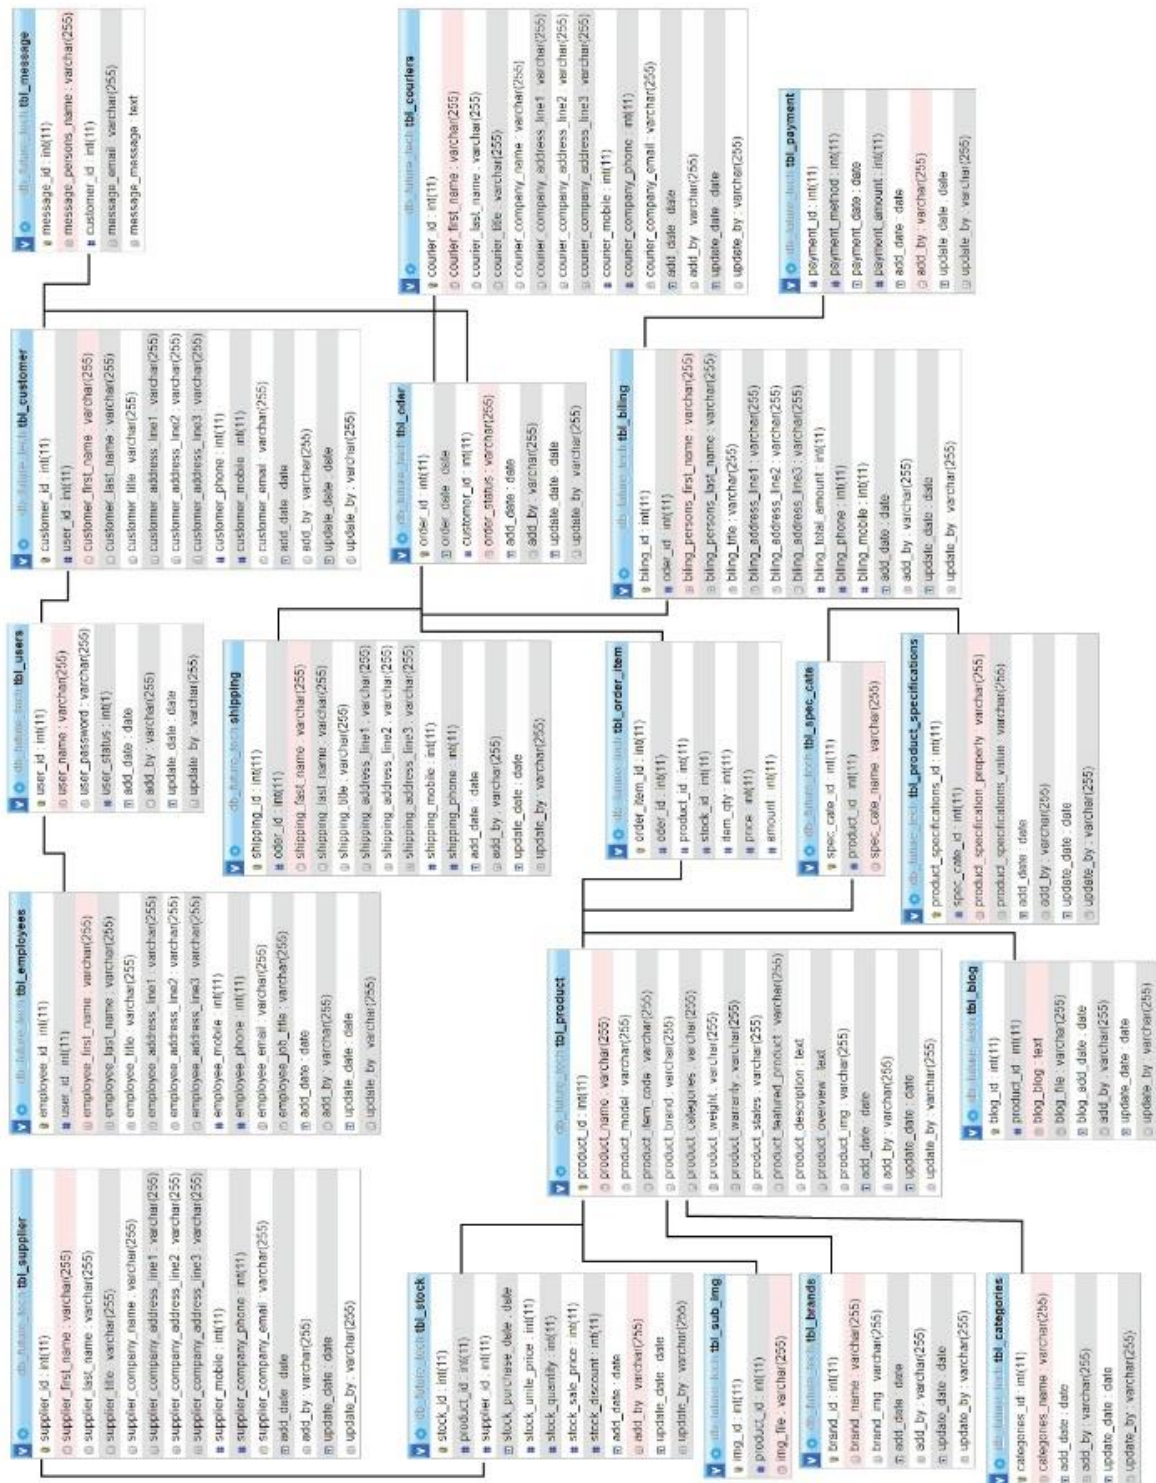 db_future_tech tbl_supplier
supplier_id : int(11)
supplier_first_name : varchar(255)
supplier_last_name : varchar(255)
supplier_title : varchar(255)
supplier_company_name : varchar(255)
supplier_company_address_line1 : varchar(255)
supplier_company_address_line2 : varchar(255)
supplier_company_address_line3 : varchar(255)
supplier_mobile : int(11)
supplier_company_phone : int(11)
supplier_company_email : varchar(255)
add_date : date
add_by : varchar(255)
update_date : date
update_by : varchar(255)
db_future_tech tbl_employees
employee_id : int(11)
user_id : int(11)
employee_first_name : varchar(255)
employee_last_name : varchar(255)
employee_title : varchar(255)
employee_address_line1 : varchar(255)
employee_address_line2 : varchar(255)
employee_address_line3 : varchar(255)
employee_mobile : int(11)
employee_phone : int(11)
employee_email : varchar(255)
employee_job_title : varchar(255)
add_date : date
add_by : varchar(255)
update_date : date
update_by : varchar(255)
db_future_tech tbl_users
user_id : int(11)
user_name : varchar(255)
user_password : varchar(255)
user_status : int(1)
add_date : date
add_by : varchar(255)
update_date : date
update_by : varchar(255)
db_future_tech tbl_customer
customer_id : int(11)
user_id : int(11)
customer_first_name : varchar(255)
customer_last_name : varchar(255)
customer_title : varchar(255)
customer_address_line1 : varchar(255)
customer_address_line2 : varchar(255)
customer_address_line3 : varchar(255)
customer_phone : int(11)
customer_mobile : int(11)
customer_email : varchar(255)
add_date : date
add_by : varchar(255)
update_date : date
update_by : varchar(255)
db_future_tech tbl_message
message_id : int(11)
message_persons_name : varchar(255)
customer_id : int(11)
message_email : varchar(255)
message_message : text
db_future_tech shipping
shipping_id : int(11)
oder_id : int(11)
shipping_fast_name : varchar(255)
shipping_last_name : varchar(255)
shipping_title : varchar(255)
shipping_address_line1 : varchar(255)
shipping_address_line2 : varchar(255)
shipping_address_line3 : varchar(255)
shipping_mobile : int(11)
shipping_phone : int(11)
add_date : date
add_by : varchar(255)
update_date : date
update_by : varchar(255)
db_future_tech tbl_oder
order_id : int(11)
order_date : date
customer_id : int(11)
order_status : varchar(255)
add_date : date
add_by : varchar(255)
update_date : date
update_by : varchar(255)
db_future_tech tbl_couriers
courier_id : int(11)
courier_first_name : varchar(255)
courier_last_name : varchar(255)
courier_title : varchar(255)
courier_company_name : varchar(255)
courier_company_address_line1 : varchar(255)
courier_company_address_line2 : varchar(255)
courier_company_address_line3 : varchar(255)
courier_mobile : int(11)
courier_company_phone : int(11)
courier_company_email : varchar(255)
add_date : date
add_by : varchar(255)
update_date : date
update_by : varchar(255)
db_future_tech tbl_stock
stock_id : int(11)
product_id : int(11)
supplier_id : int(11)
stock_purchase_date : date
stock_unite_price : int(11)
stock_quantity : int(11)
stock_sale_price : int(11)
stock_discount : int(11)
add_date : date
add_by : varchar(255)
update_date : date
update_by : varchar(255)
db_future_tech tbl_product
product_id : int(11)
product_name : varchar(255)
product_model : varchar(255)
product_item_code : varchar(255)
product_brand : varchar(255)
product_categories : varchar(255)
product_weight : varchar(255)
product_warranty : varchar(255)
product_states : varchar(255)
product_featured_product : varchar(255)
product_description : text
product_overview : text
product_img : varchar(255)
add_date : date
add_by : varchar(255)
update_date : date
update_by : varchar(255)
db_future_tech tbl_order_item
order_item_id : int(11)
oder_id : int(11)
product_id : int(11)
stock_id : int(11)
item_qty : int(11)
price : int(11)
amount : int(11)
db_future_tech tbl_biling
biling_id : int(11)
oder_id : int(11)
biling_persons_first_name : varchar(255)
biling_persons_last_name : varchar(255)
biling_title : varchar(255)
biling_address_line1 : varchar(255)
biling_address_line2 : varchar(255)
biling_address_line3 : varchar(255)
biling_total_amount : int(11)
biling_phone : int(11)
biling_mobile : int(11)
add_date : date
add_by : varchar(255)
update_date : date
update_by : varchar(255)
db_future_tech tbl_payment
payment_id : int(11)
payment_method : int(11)
payment_date : date
payment_amount : int(11)
add_date : date
add_by : varchar(255)
update_date : date
update_by : varchar(255)
db_future_tech tbl_sub_img
img_id : int(11)
product_id : int(11)
img_file : varchar(255)
db_future_tech tbl_brands
brand_id : int(11)
brand_name : varchar(255)
brand_img : varchar(255)
add_date : date
add_by : varchar(255)
update_date : date
update_by : varchar(255)
db_future_tech tbl_spec_cate
spec_cate_id : int(11)
product_id : int(11)
spec_cate_name : varchar(255)
db_future_tech tbl_product_specifications
product_specifications_id : int(11)
spec_cate_id : int(11)
product_specification_property : varchar(255)
product_specifications_value : varchar(255)
add_date : date
add_by : varchar(255)
update_date : date
update_by : varchar(255)
db_future_tech tbl_categories
categories_id : int(11)
categories_name : varchar(255)
add_date : date
add_by : varchar(255)
update_date : date
update_by : varchar(255)
db_future_tech tbl_blog
blog_id : int(11)
product_id : int(11)
blog_blog : text
blog_file : varchar(255)
blog_add_date : date
add_by : varchar(255)
update_date : date
update_by : varchar(255)